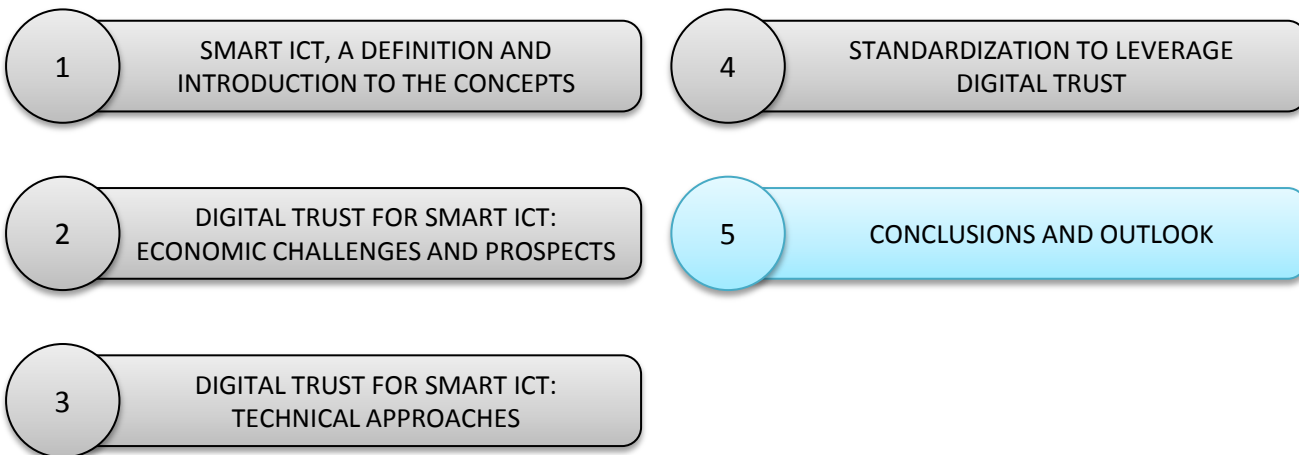 1
SMART ICT, A DEFINITION AND
INTRODUCTION TO THE CONCEPTS
2
DIGITAL TRUST FOR SMART ICT:
ECONOMIC CHALLENGES AND PROSPECTS
3
DIGITAL TRUST FOR SMART ICT:
TECHNICAL APPROACHES
4
STANDARDIZATION TO LEVERAGE
DIGITAL TRUST
5
CONCLUSIONS AND OUTLOOK